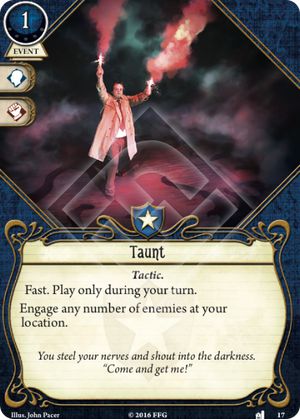 1
EVENT
Taunt
Tactic.
Fast. Play only during your turn.
Engage any number of enemies at your
location.
You steel your nerves and shout into the darkness.
“Come and get me!”
Illus. John Pacer © 2016 FFG 17